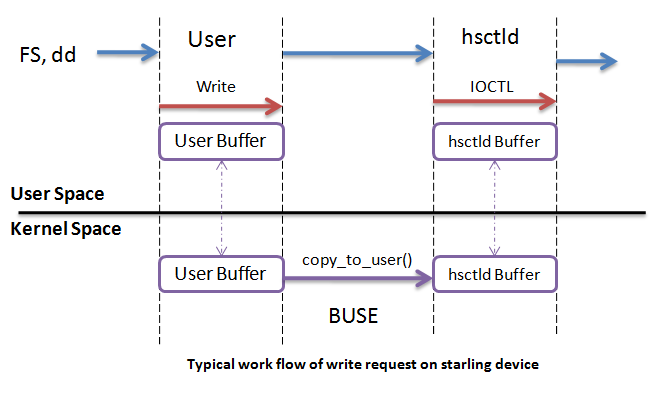 User
hsctld
FS, dd
Write
IOCTL
User Buffer
hsctld Buffer
User Space
Kernel Space
copy_to_user()
User Buffer
hsctld Buffer
BUSE
Typical work flow of write request on starling device